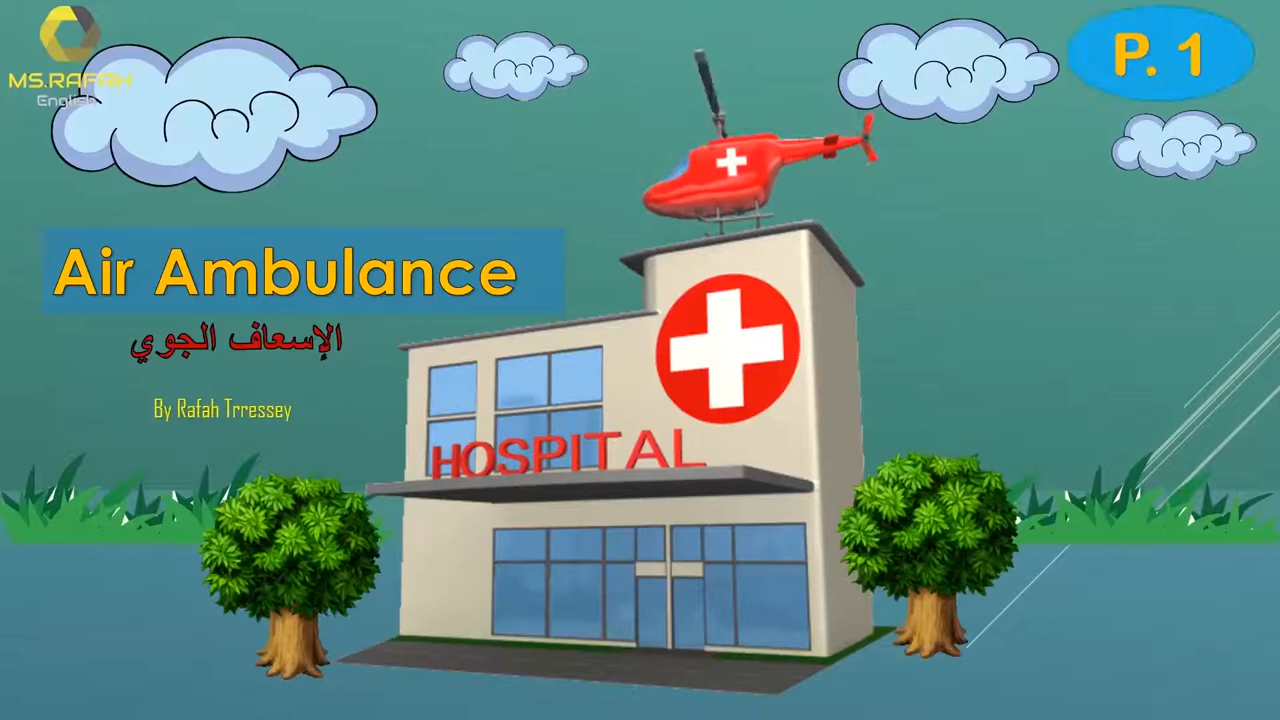 MS.RAFAH
English
P. 1
Air Ambulance
الإسعاف الجوي
By Rafah Trressey
HOSPITAL